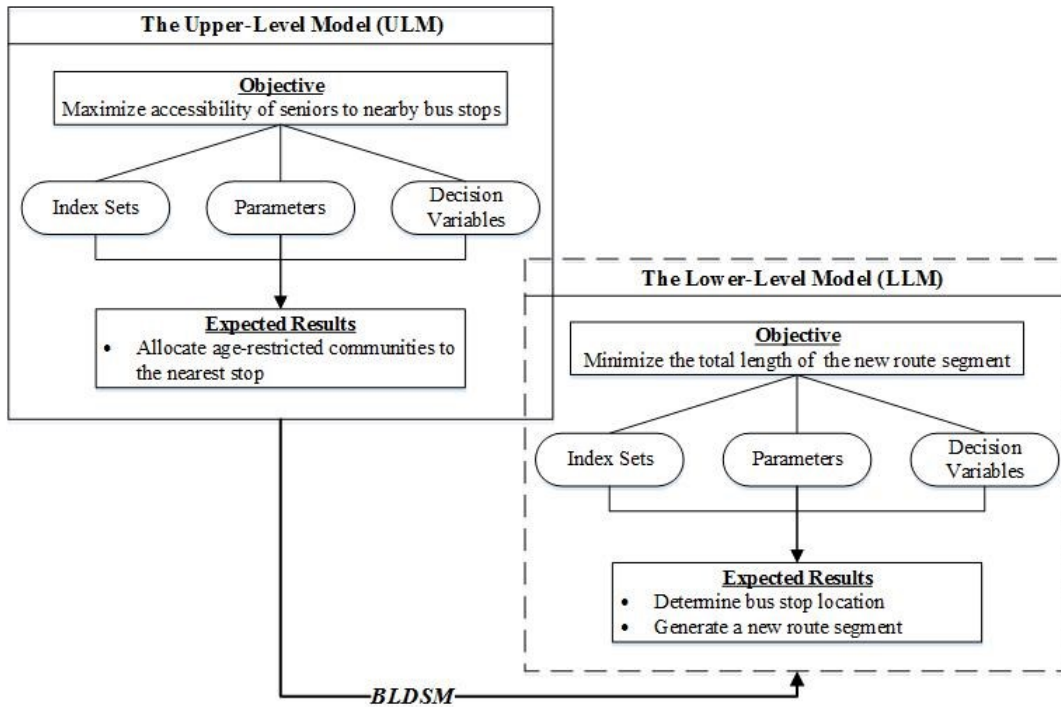 The Upper-Level Model (ULM)
Objective
Maximize accessibility of seniors to nearby bus stops
Index Sets
Parameters
Decision
Variables
Expected Results
• Allocate age-restricted communities to
the nearest stop
The Lower-Level Model (LLM)
Objective
Minimize the total length of the new route segment
Index Sets
Parameters
Decision
Variables
Expected Results
• Determine bus stop location
• Generate a new route segment
BLDSM